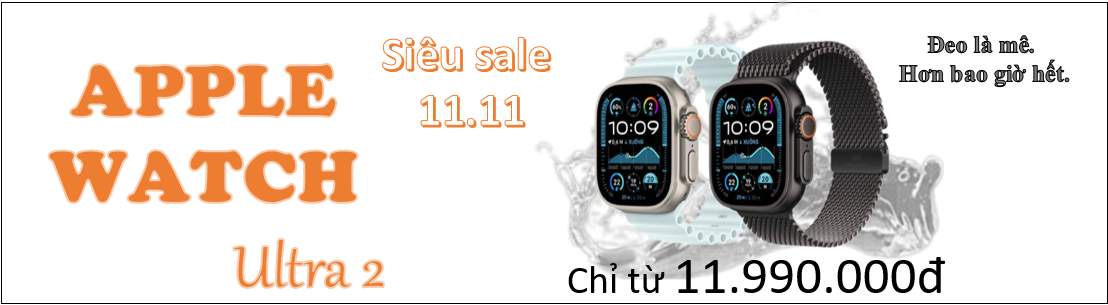 APPLE
WATCH
Ultra 2
Siêu sale
11.11
Đeo là mê.
Hơn bao giờ hết.
10:09
10:09
Chỉ từ 11.990.000đ